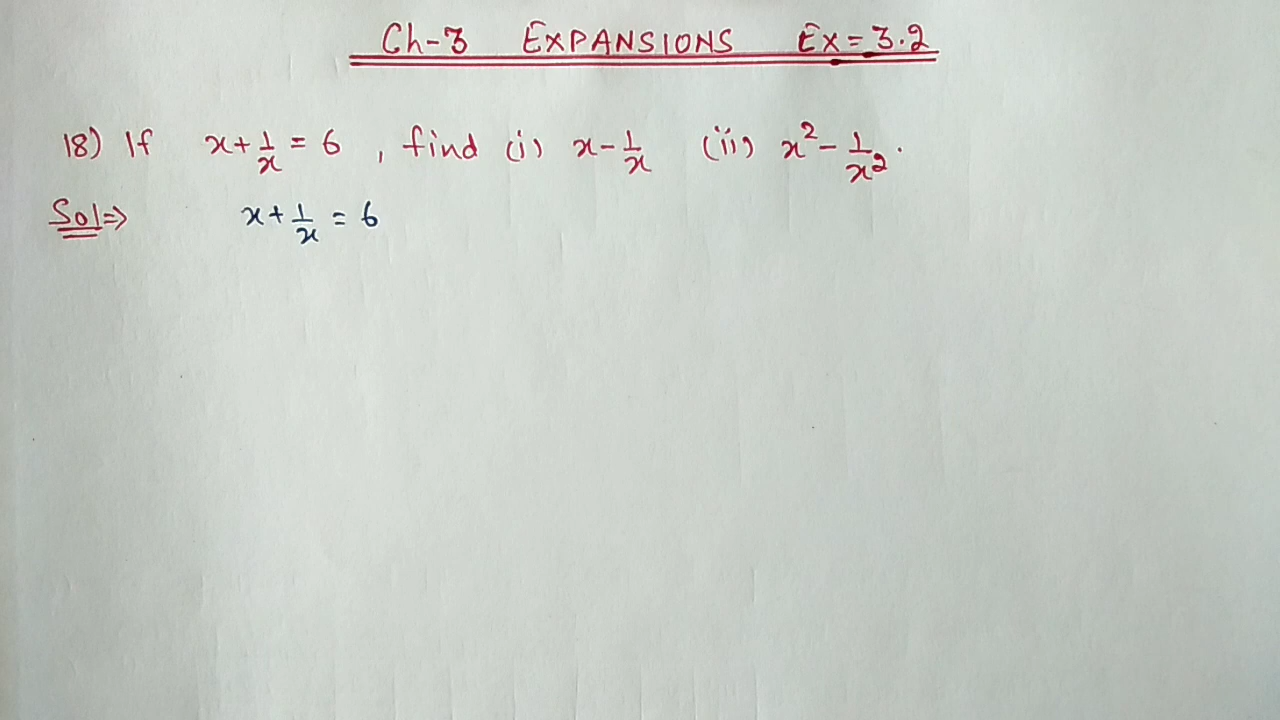 Ch-3 EXPANSIONS Ex=3.2
18) If x+1/x = 6 , find (i) x-1/x (ii) x²-1/x².
Sol⇒ x+1/x = 6